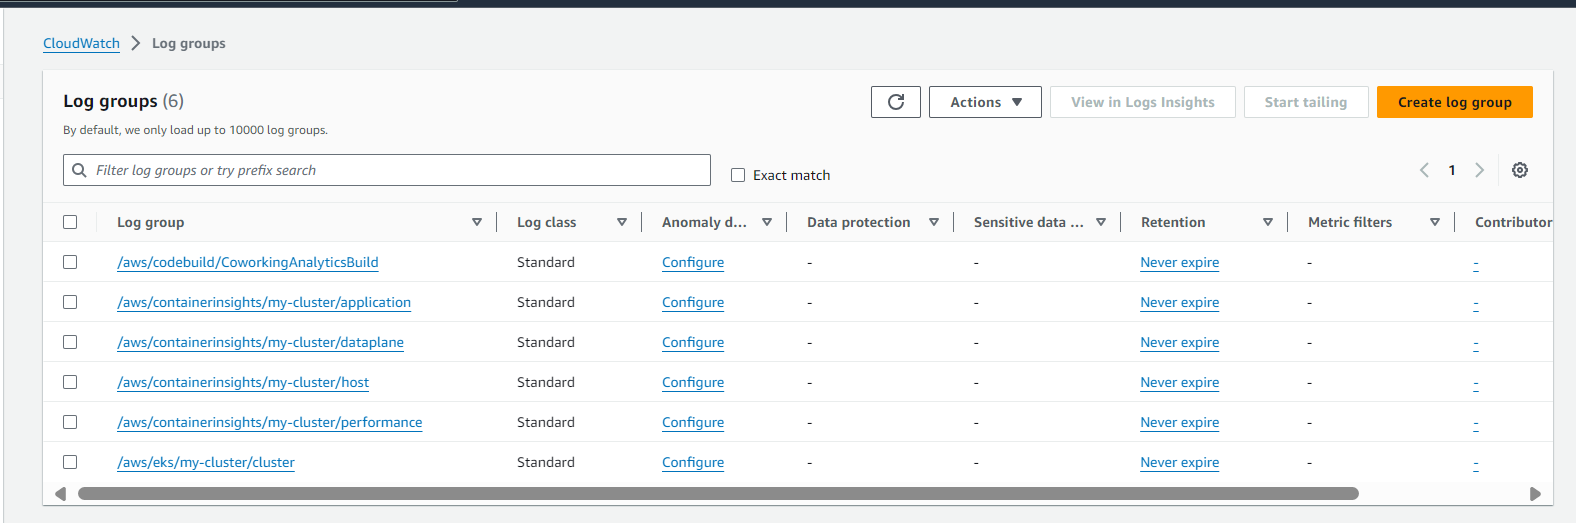 CloudWatch > Log groups
Log groups (6)
By default, we only load up to 10000 log groups.
Actions
View in Logs Insights
Start tailing
Create log group
Filter log groups or try prefix search
Exact match
1
Log group Log class Anomaly d... Data protection Sensitive data ... Retention Metric filters Contributor
/aws/codebuild/CoworkingAnalyticsBuild Standard Configure - - Never expire - -
/aws/containerinsights/my-cluster/application Standard Configure - - Never expire - -
/aws/containerinsights/my-cluster/dataplane Standard Configure - - Never expire - -
/aws/containerinsights/my-cluster/host Standard Configure - - Never expire - -
/aws/containerinsights/my-cluster/performance Standard Configure - - Never expire - -
/aws/eks/my-cluster/cluster Standard Configure - - Never expire - -